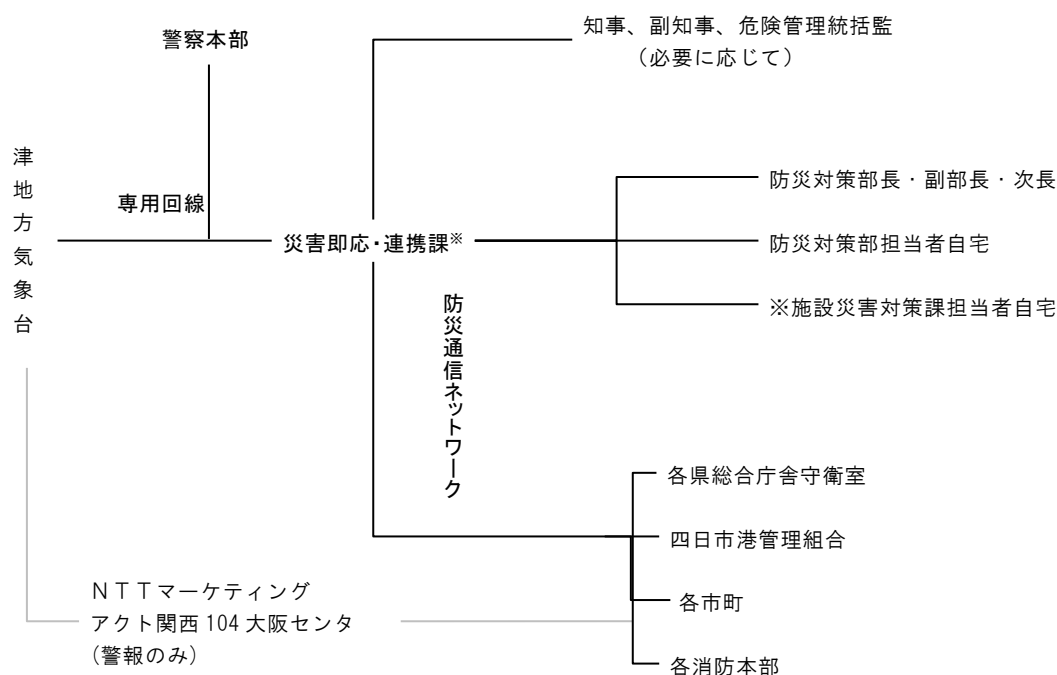 知事、副知事、危険管理統括監
（必要に応じて）
警察本部
津地方気象台
専用回線
防災対策部長・副部長・次長
災害即応・連携課※
防災対策部担当者自宅
※施設災害対策課担当者自宅
防災通信ネットワーク
各県総合庁舎守衛室
四日市港管理組合
各市町
各消防本部
ＮＴＴマーケティング
アクト関西 104 大阪センタ
(警報のみ)